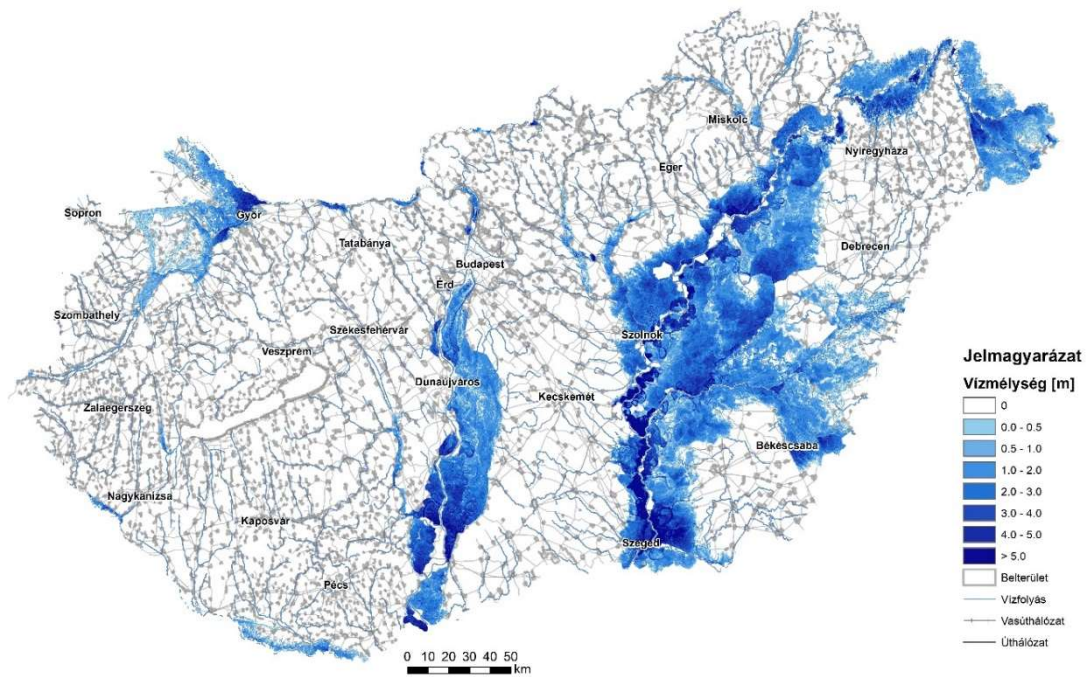 Miskolc
Nyíregyháza
Eger
Sopron
Győr
Tatabánya
Debrecen
Budapest
Érd
Szombathely
Székesfehérvár
Szolnok
Veszprém
Dunaújváros
Kecskemét
Zalaegerszeg
Békéscsaba
Nagykanizsa
Kaposvár
Szeged
Pécs
Jelmagyarázat
Vízmélység [m]
0
0.0 - 0.5
0.5 - 1.0
1.0 - 2.0
2.0 - 3.0
3.0 - 4.0
4.0 - 5.0
> 5.0
Belterület
Vízfolyás
Vasúthálózat
Úthálózat
0 10 20 30 40 50
km